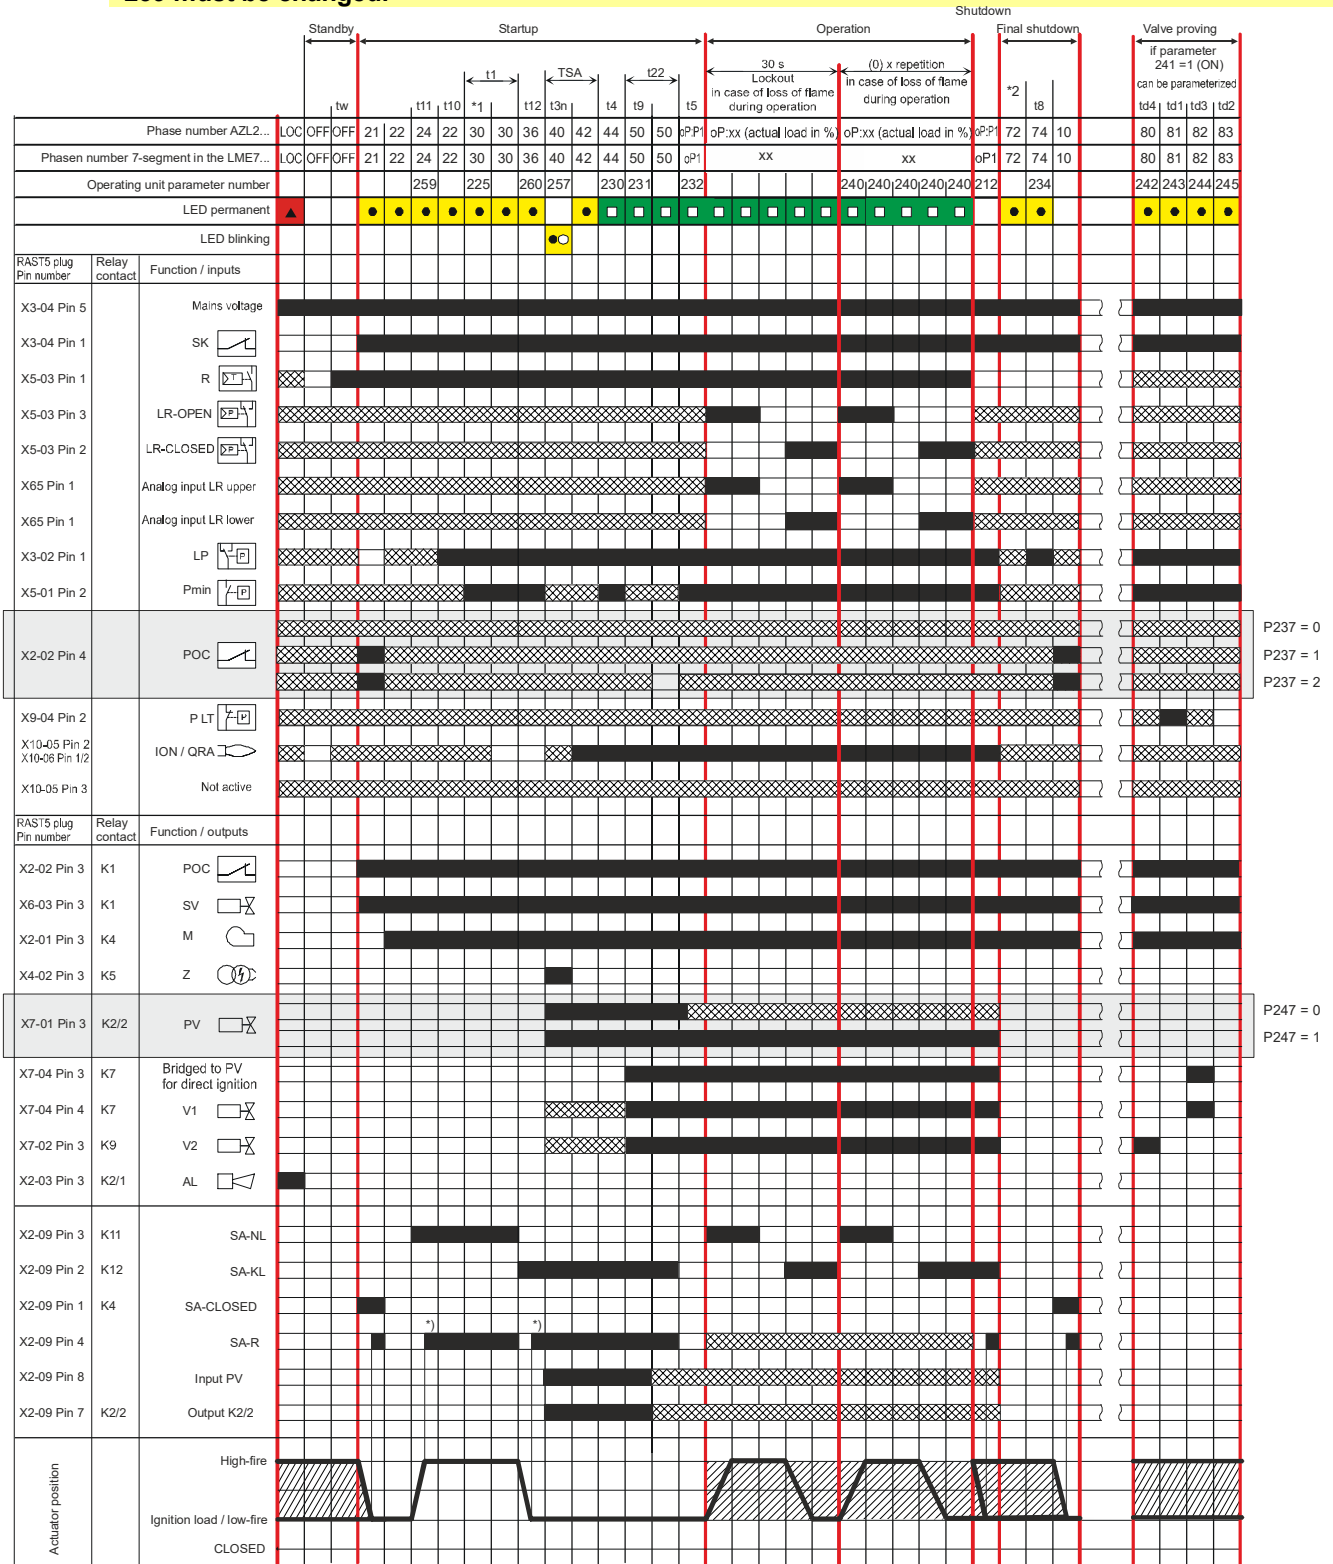 Shutdown
Standby Startup Operation Final shutdown Valve proving
if parameter
241 =1 (ON)
can be parameterized
t1 TSA t22
30 s
Lockout
in case of loss of flame
during operation
(0) x repetition
in case of loss of flame
during operation
*2
tw t11 t10 *1 t12 t3n t4 t9 t5 t8 td4 td1 td3 td2
Phase number AZL2... LOC OFF OFF 21 22 24 22 30 30 36 40 42 44 50 50 oP:P1 oP:xx (actual load in %) oP:xx (actual load in %) oP:P1 72 74 10 80 81 82 83
Phasen number 7-segment in the LME7... LOC OFF OFF 21 22 24 22 30 30 36 40 42 44 50 50 oP1 xx xx oP1 72 74 10 80 81 82 83
Operating unit parameter number 259 225 260 257 230 231 232 240 240 240 240 240 212 234 242 243 244 245
LED permanent
LED blinking
RAST5 plug
Pin number
Relay
contact
Function / inputs
X3-04 Pin 5 Mains voltage
X3-04 Pin 1 SK
X5-03 Pin 1 R
X5-03 Pin 3 LR-OPEN
X5-03 Pin 2 LR-CLOSED
X65 Pin 1 Analog input LR upper
X65 Pin 1 Analog input LR lower
X3-02 Pin 1 LP
X5-01 Pin 2 Pmin
P237 = 0
X2-02 Pin 4 POC P237 = 1
P237 = 2
X9-04 Pin 2 P LT
X10-05 Pin 2
X10-06 Pin 1/2
ION / QRA
X10-05 Pin 3 Not active
RAST5 plug
Pin number
Relay
contact
Function / outputs
X2-02 Pin 3 K1 POC
X6-03 Pin 3 K1 SV
X2-01 Pin 3 K4 M
X4-02 Pin 3 K5 Z
P247 = 0
X7-01 Pin 3 K2/2 PV
P247 = 1
X7-04 Pin 3 K7 Bridged to PV
for direct ignition
X7-04 Pin 4 K7 V1
X7-02 Pin 3 K9 V2
X2-03 Pin 3 K2/1 AL
X2-09 Pin 3 K11 SA-NL
X2-09 Pin 2 K12 SA-KL
X2-09 Pin 1 K4 SA-CLOSED
*) *)
X2-09 Pin 4 SA-R
X2-09 Pin 8 Input PV
X2-09 Pin 7 K2/2 Output K2/2
Actuator position
High-fire
Ignition load / low-fire
CLOSED